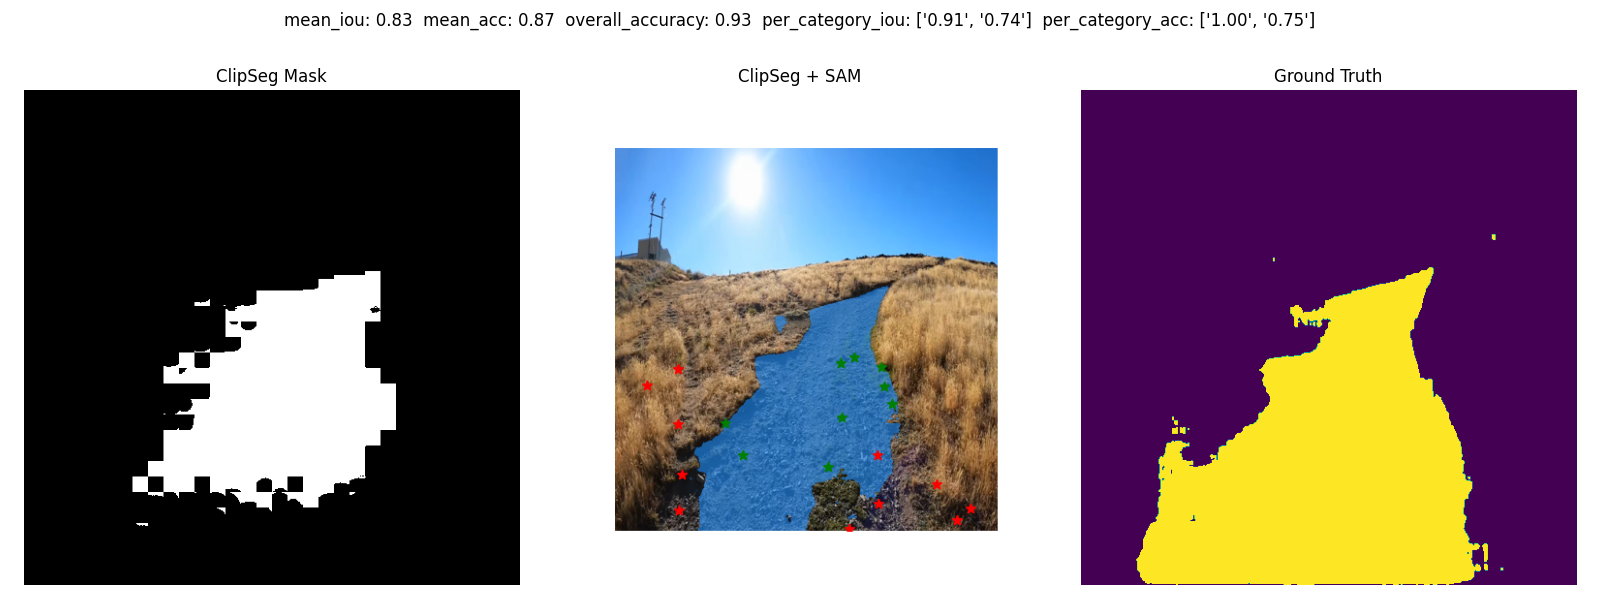 mean_iou: 0.83  mean_acc: 0.87  overall_accuracy: 0.93  per_category_iou: ['0.91', '0.74']  per_category_acc: ['1.00', '0.75']
ClipSeg Mask
ClipSeg + SAM
Ground Truth